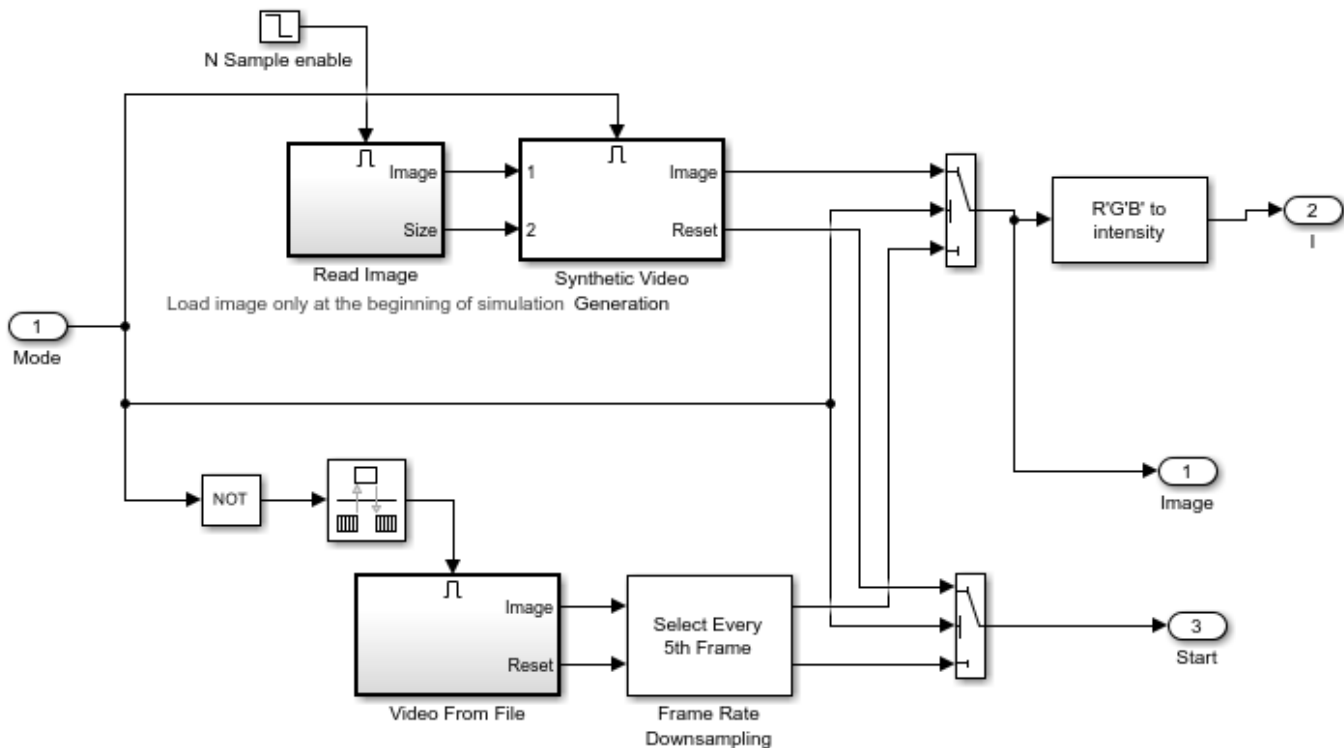 N Sample enable
Image
Size
Read Image
1
2
Image
Reset
Synthetic Video
Generation
Load image only at the beginning of simulation
R'G'B' to
intensity
2
I
1
Mode
1
Image
NOT
Image
Reset
Video From File
Select Every
5th Frame
Frame Rate
Downsampling
3
Start